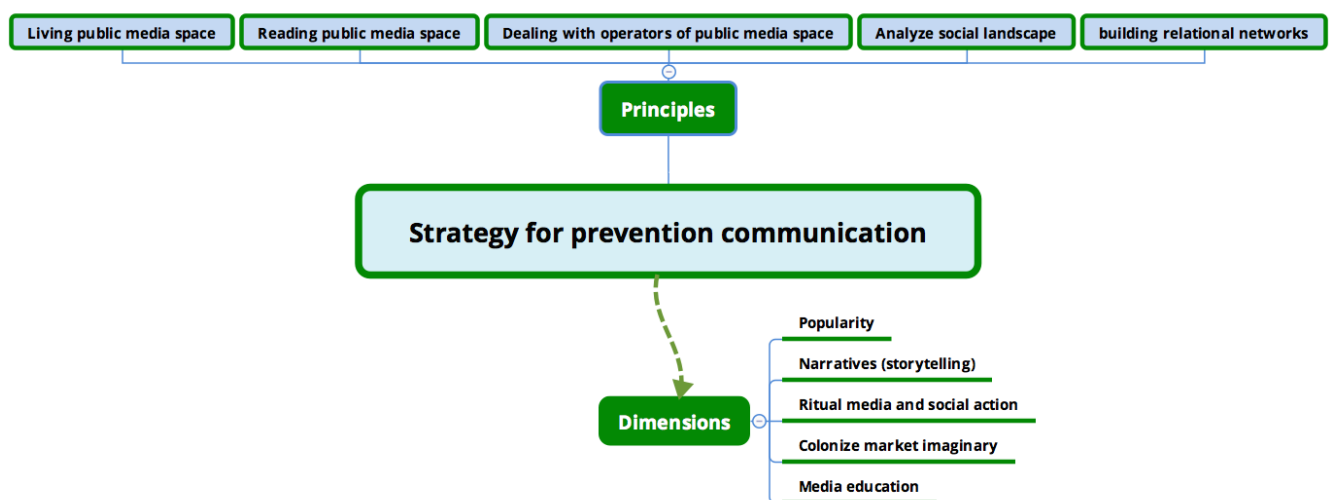 Living public media space
Reading public media space
Dealing with operators of public media space
Analyze social landscape
building relational networks
Principles
Strategy for prevention communication
Popularity
Narratives (storytelling)
Ritual media and social action
Dimensions
Colonize market imaginary
Media education